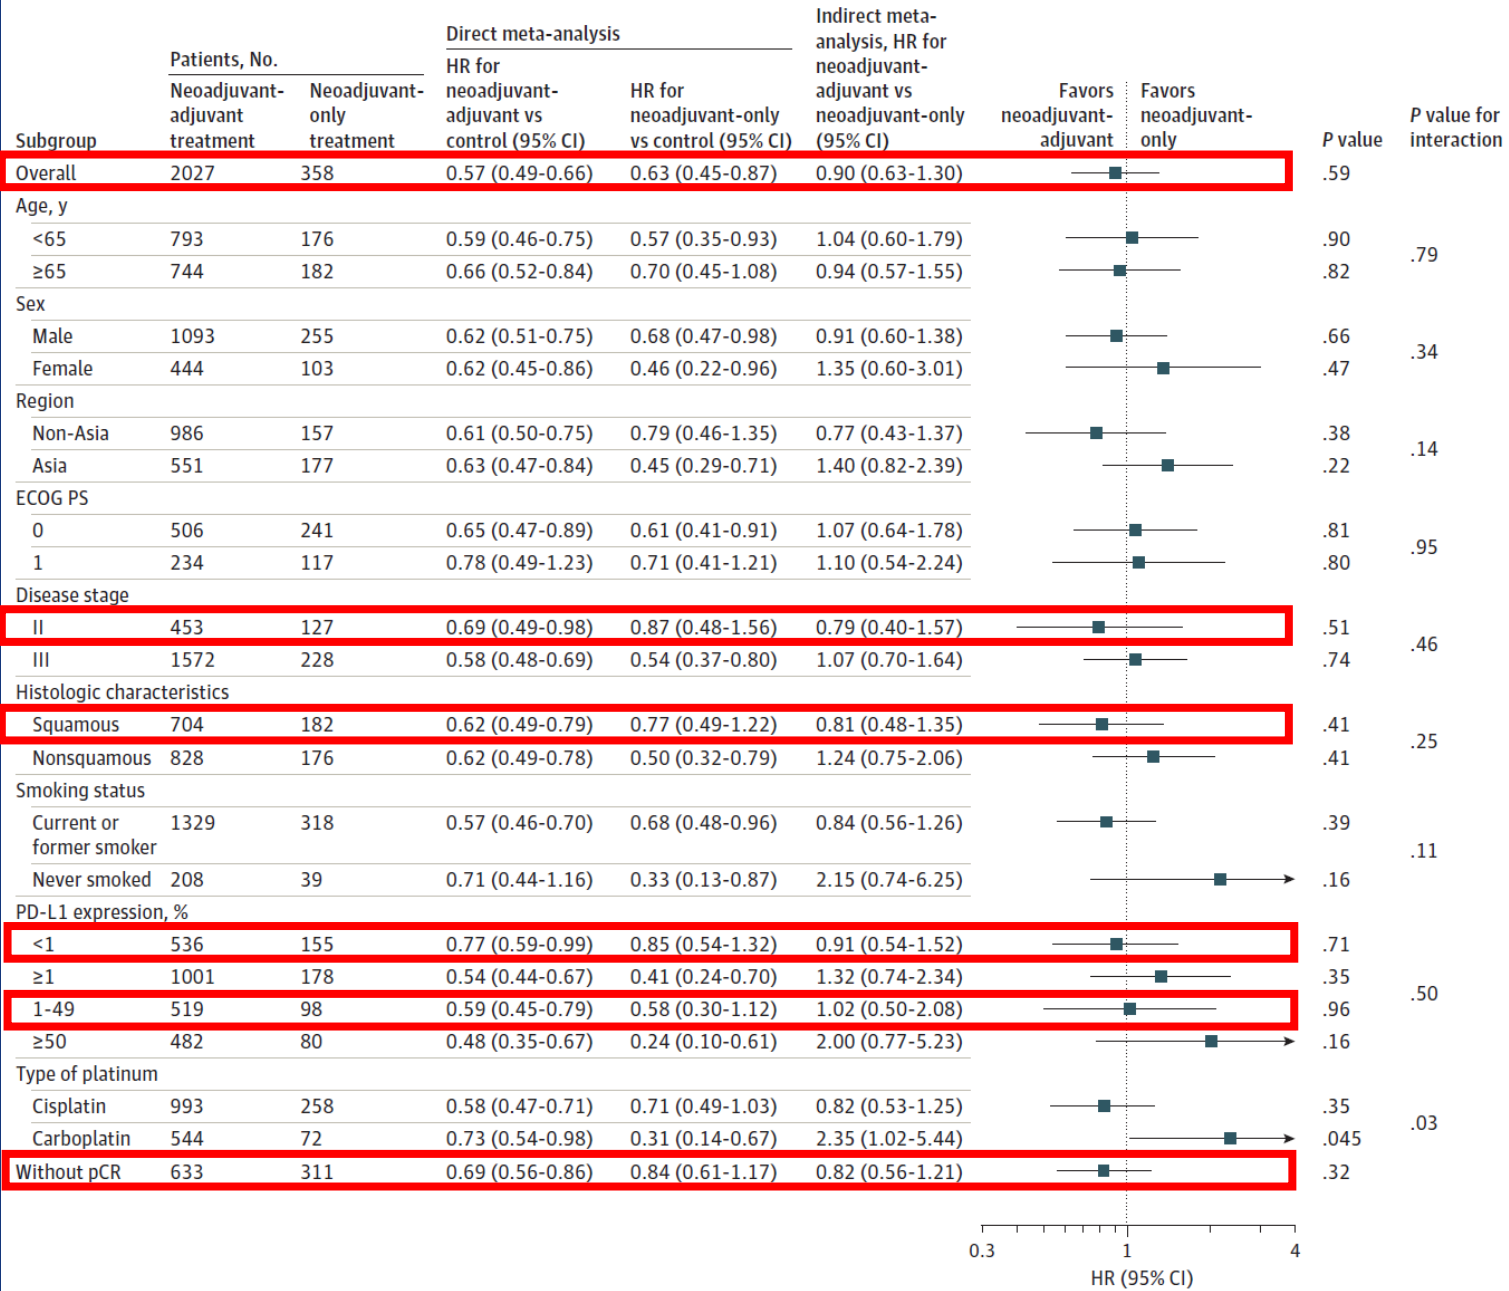 Patients, No.
Direct meta-analysis
Subgroup
Neoadjuvant-
adjuvant
treatment
Neoadjuvant-
only
treatment
HR for
neoadjuvant-
adjuvant vs
control (95% CI)
HR for
neoadjuvant-only
vs control (95% CI)
Indirect meta-
analysis, HR for
neoadjuvant-
adjuvant vs
neoadjuvant-only
(95% CI)
Favors
neoadjuvant-
adjuvant
Favors
neoadjuvant-
only
P value
P value for
interaction
Overall 2027 358 0.57 (0.49-0.66) 0.63 (0.45-0.87) 0.90 (0.63-1.30) .59
Age, y
<65 793 176 0.59 (0.46-0.75) 0.57 (0.35-0.93) 1.04 (0.60-1.79) .90
.79
≥65 744 182 0.66 (0.52-0.84) 0.70 (0.45-1.08) 0.94 (0.57-1.55) .82
Sex
Male 1093 255 0.62 (0.51-0.75) 0.68 (0.47-0.98) 0.91 (0.60-1.38) .66
.34
Female 444 103 0.62 (0.45-0.86) 0.46 (0.22-0.96) 1.35 (0.60-3.01) .47
Region
Non-Asia 986 157 0.61 (0.50-0.75) 0.79 (0.46-1.35) 0.77 (0.43-1.37) .38
.14
Asia 551 177 0.63 (0.47-0.84) 0.45 (0.29-0.71) 1.40 (0.82-2.39) .22
ECOG PS
0 506 241 0.65 (0.47-0.89) 0.61 (0.41-0.91) 1.07 (0.64-1.78) .81
.95
1 234 117 0.78 (0.49-1.23) 0.71 (0.41-1.21) 1.10 (0.54-2.24) .80
Disease stage
II 453 127 0.69 (0.49-0.98) 0.87 (0.48-1.56) 0.79 (0.40-1.57) .51
.46
III 1572 228 0.58 (0.48-0.69) 0.54 (0.37-0.80) 1.07 (0.70-1.64) .74
Histologic characteristics
Squamous 704 182 0.62 (0.49-0.79) 0.77 (0.49-1.22) 0.81 (0.48-1.35) .41
.25
Nonsquamous 828 176 0.62 (0.49-0.78) 0.50 (0.32-0.79) 1.24 (0.75-2.06) .41
Smoking status
Current or 1329 318 0.57 (0.46-0.70) 0.68 (0.48-0.96) 0.84 (0.56-1.26) .39
former smoker
.11
Never smoked 208 39 0.71 (0.44-1.16) 0.33 (0.13-0.87) 2.15 (0.74-6.25) .16
PD-L1 expression, %
<1 536 155 0.77 (0.59-0.99) 0.85 (0.54-1.32) 0.91 (0.54-1.52) .71
≥1 1001 178 0.54 (0.44-0.67) 0.41 (0.24-0.70) 1.32 (0.74-2.34) .35
.50
1-49 519 98 0.59 (0.45-0.79) 0.58 (0.30-1.12) 1.02 (0.50-2.08) .96
≥50 482 80 0.48 (0.35-0.67) 0.24 (0.10-0.61) 2.00 (0.77-5.23) .16
Type of platinum
Cisplatin 993 258 0.58 (0.47-0.71) 0.71 (0.49-1.03) 0.82 (0.53-1.25) .35
.03
Carboplatin 544 72 0.73 (0.54-0.98) 0.31 (0.14-0.67) 2.35 (1.02-5.44) .045
Without pCR 633 311 0.69 (0.56-0.86) 0.84 (0.61-1.17) 0.82 (0.56-1.21) .32
0.3 1 4
HR (95% CI)